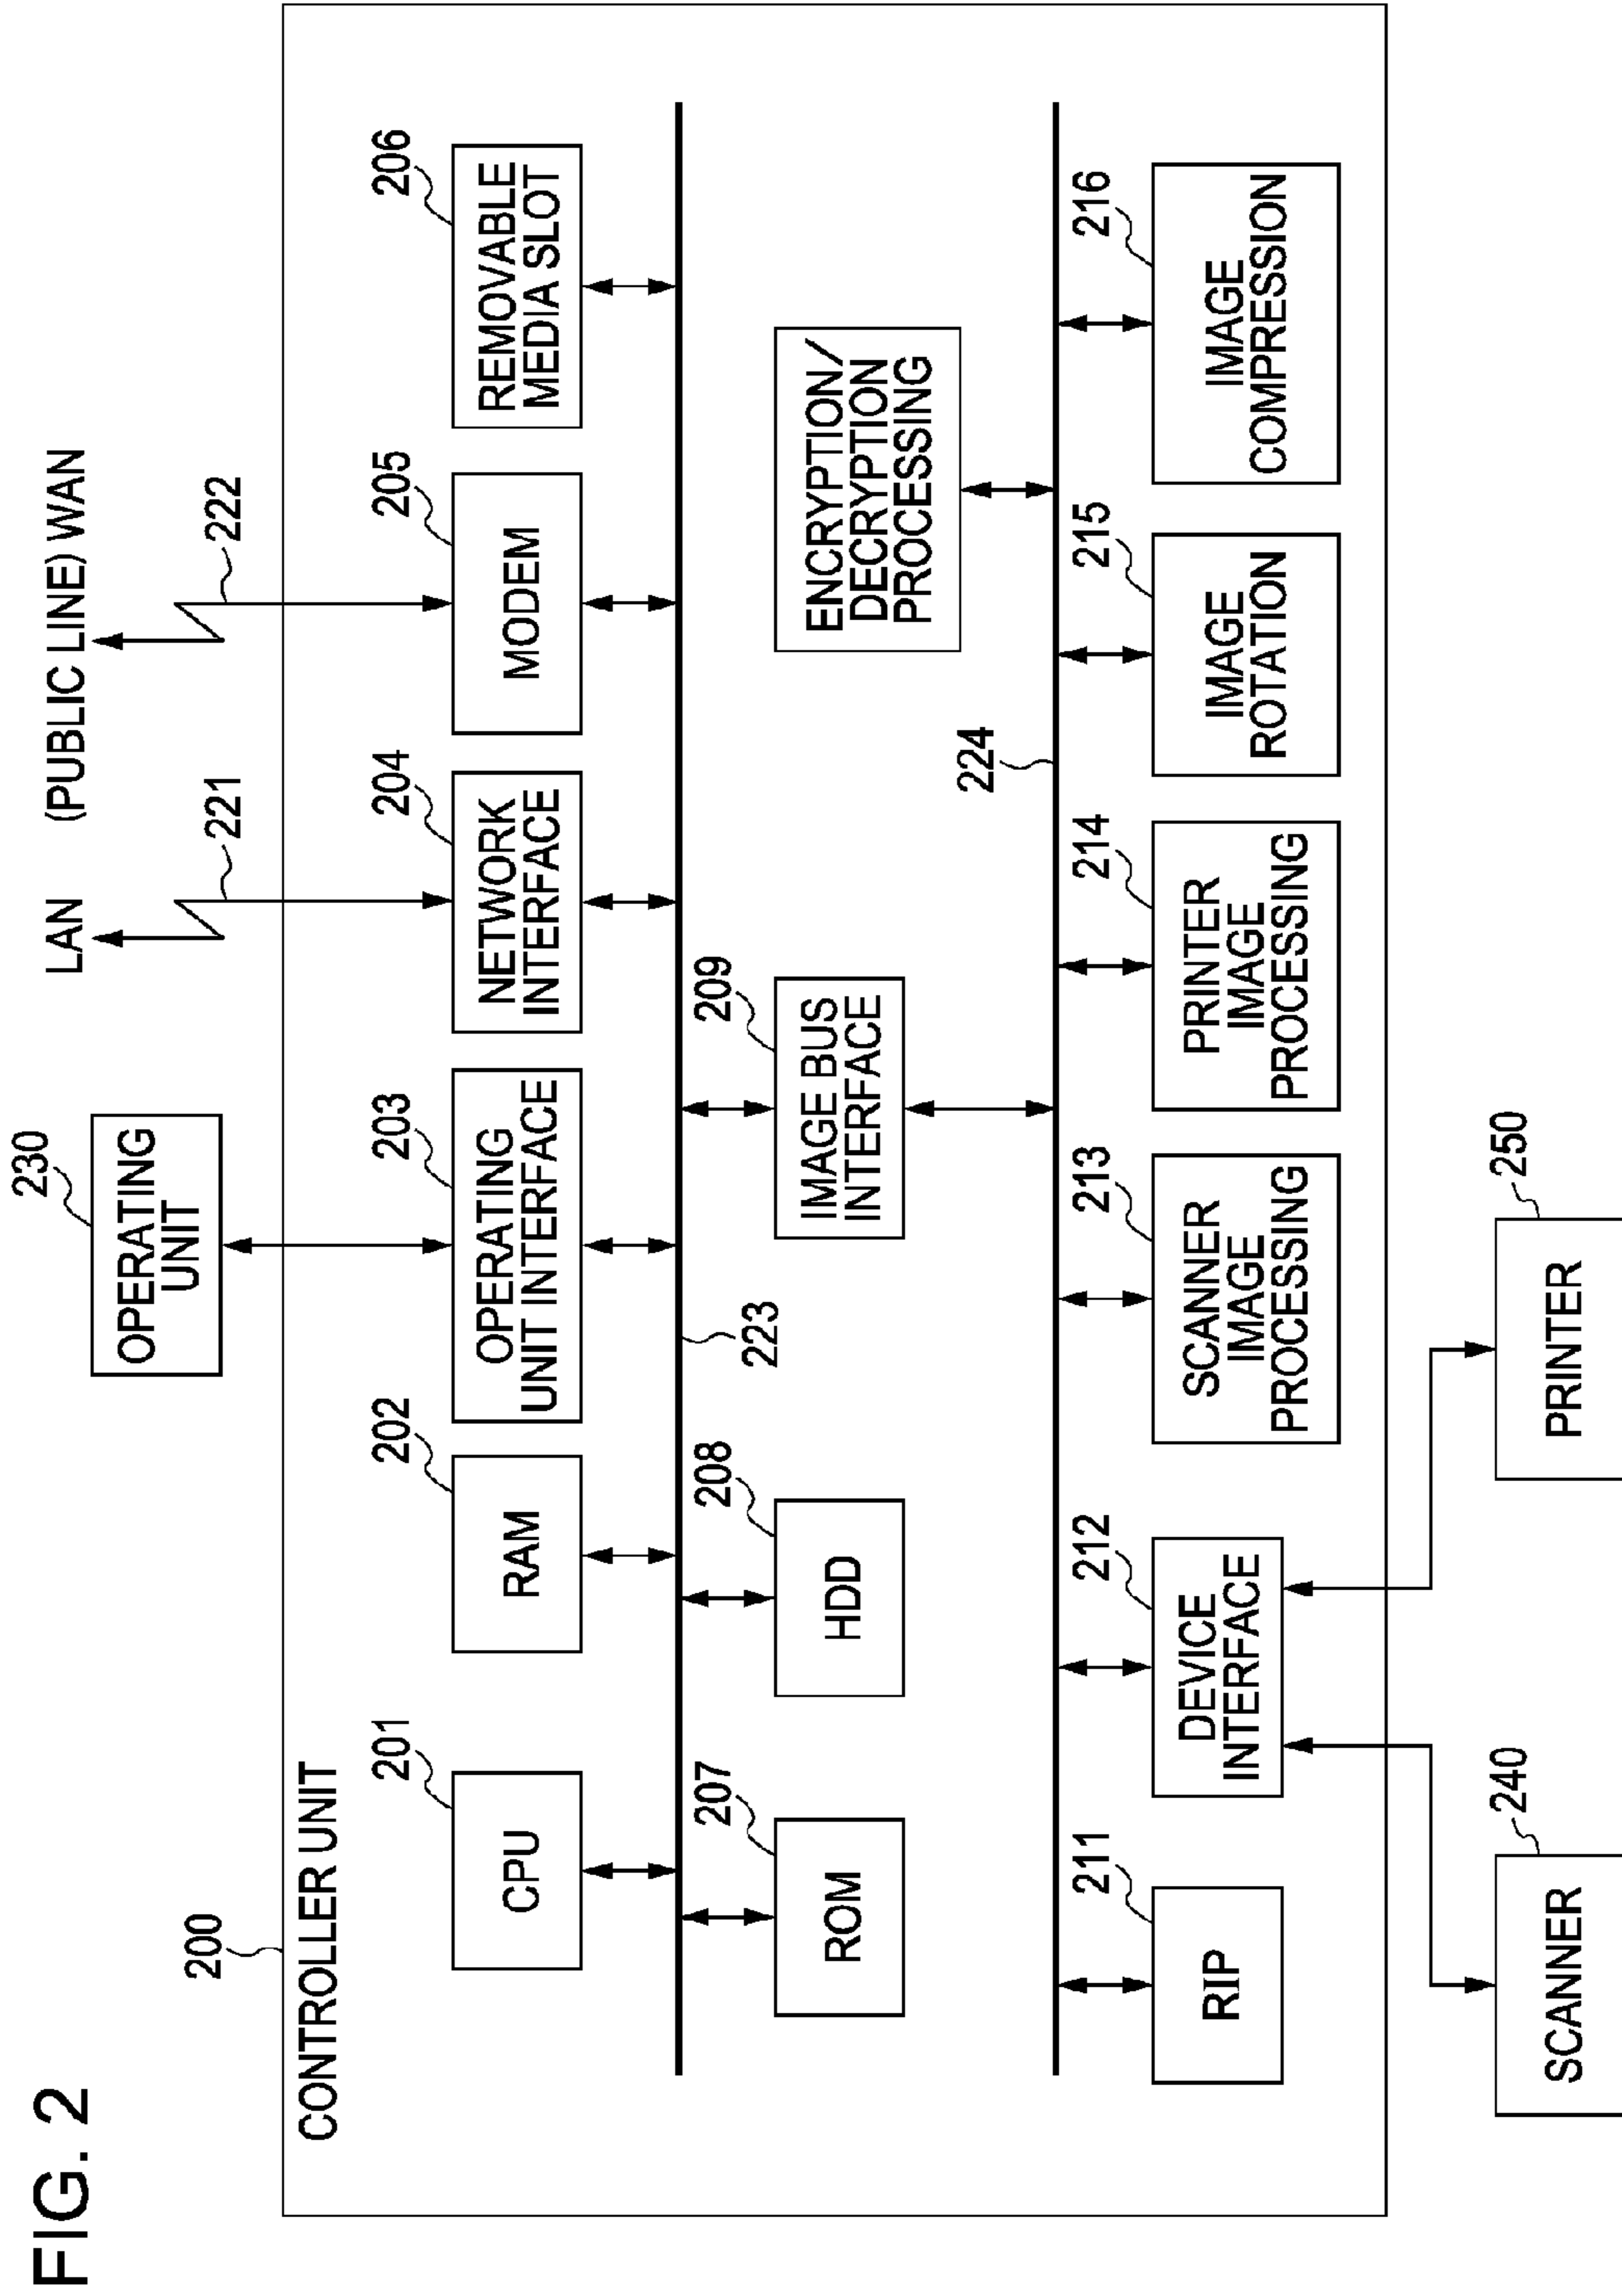 FIG. 2
LAN
(PUBLIC LINE) WAN
230
OPERATING
UNIT
221
222
200
CONTROLLER UNIT
201
CPU
202
RAM
203
OPERATING
UNIT INTERFACE
204
NETWORK
INTERFACE
205
MODEM
206
REMOVABLE
MEDIA SLOT
223
207
ROM
208
HDD
209
IMAGE BUS
INTERFACE
ENCRYPTION/
DECRYPTION
PROCESSING
224
211
RIP
212
DEVICE
INTERFACE
213
SCANNER
IMAGE
PROCESSING
214
PRINTER
IMAGE
PROCESSING
215
IMAGE
ROTATION
216
IMAGE
COMPRESSION
240
SCANNER
250
PRINTER